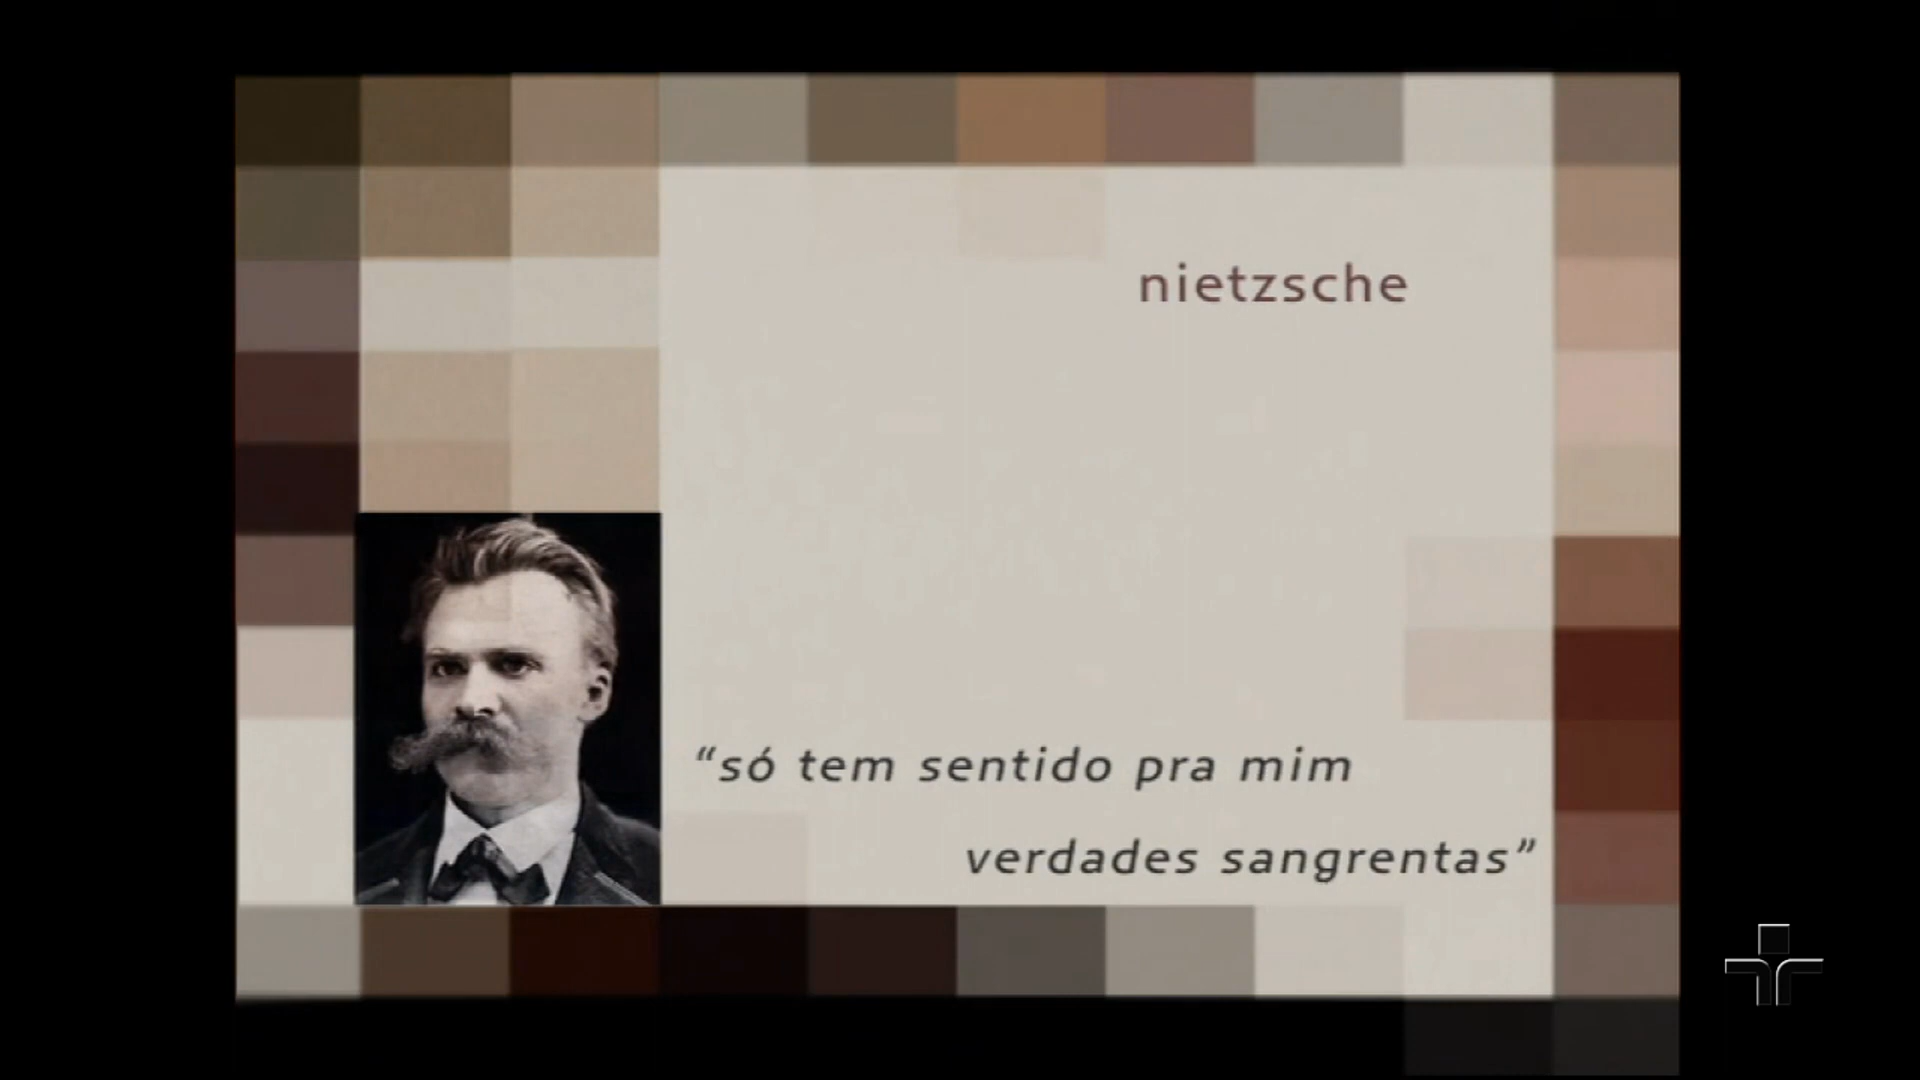 nietzsche
“só tem sentido pra mim
verdades sangrentas”